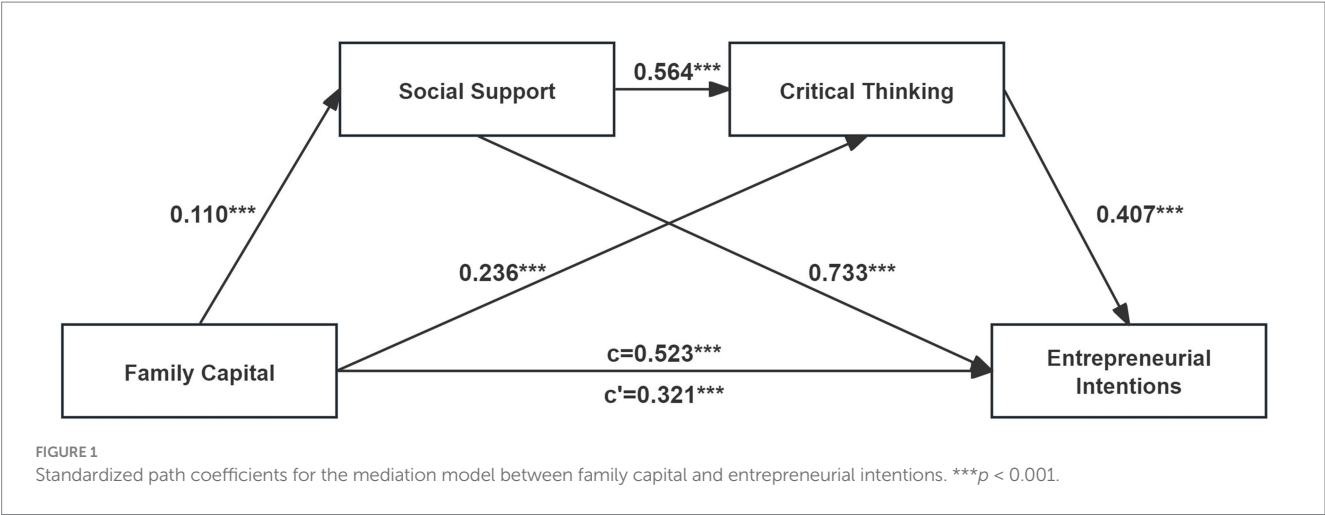 Social Support
0.564***
Critical Thinking
0.110***
0.407***
0.236***
0.733***
Family Capital
c=0.523***
c'=0.321***
Entrepreneurial
Intentions
FIGURE 1
Standardized path coefficients for the mediation model between family capital and entrepreneurial intentions. ***p < 0.001.